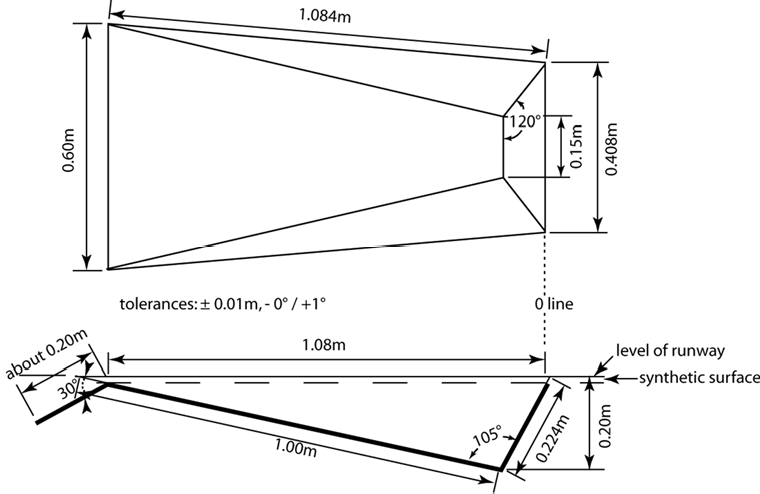 1.084m
0.60m
120°
0.15m
0.408m
tolerances: ± 0.01m, - 0° / +1°
0 line
about 0.20m
1.08m
level of runway
synthetic surface
30°
105°
1.00m
0.224m
0.20m